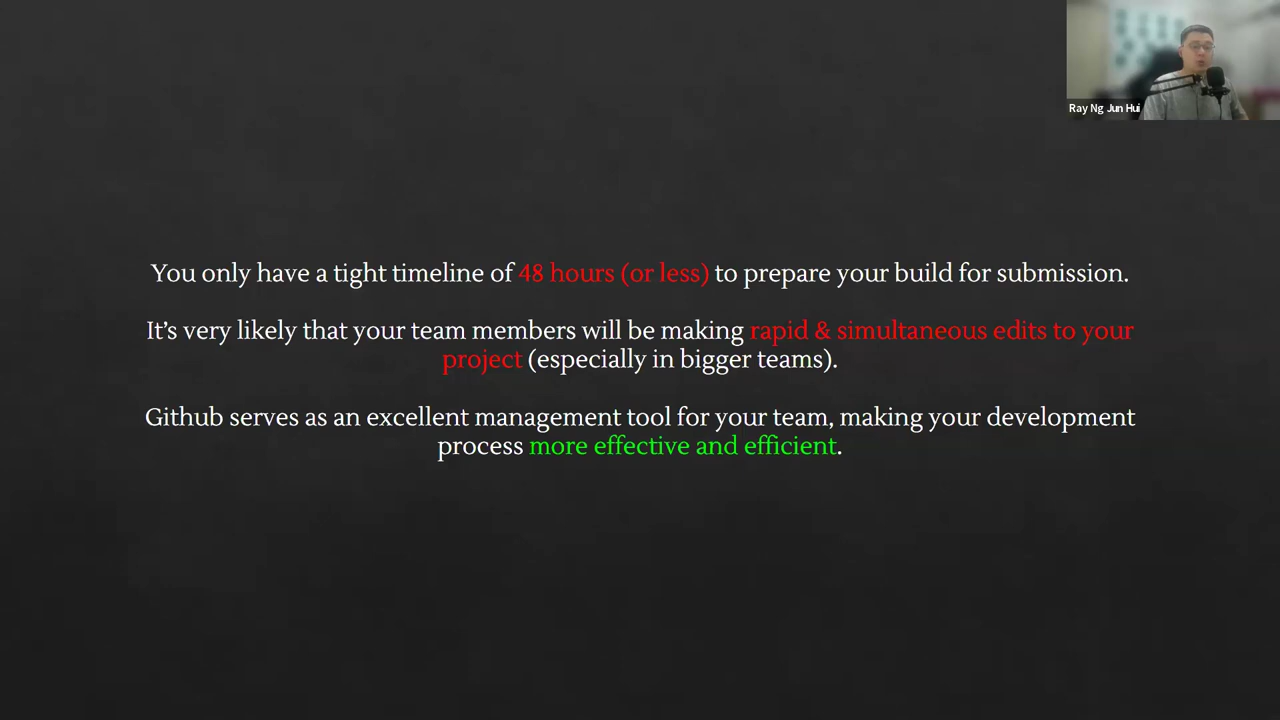 Ray Ng Jun Hui
You only have a tight timeline of 48 hours (or less) to prepare your build for submission.
It's very likely that your team members will be making rapid & simultaneous edits to your
project (especially in bigger teams).
Github serves as an excellent management tool for your team, making your development
process more effective and efficient.